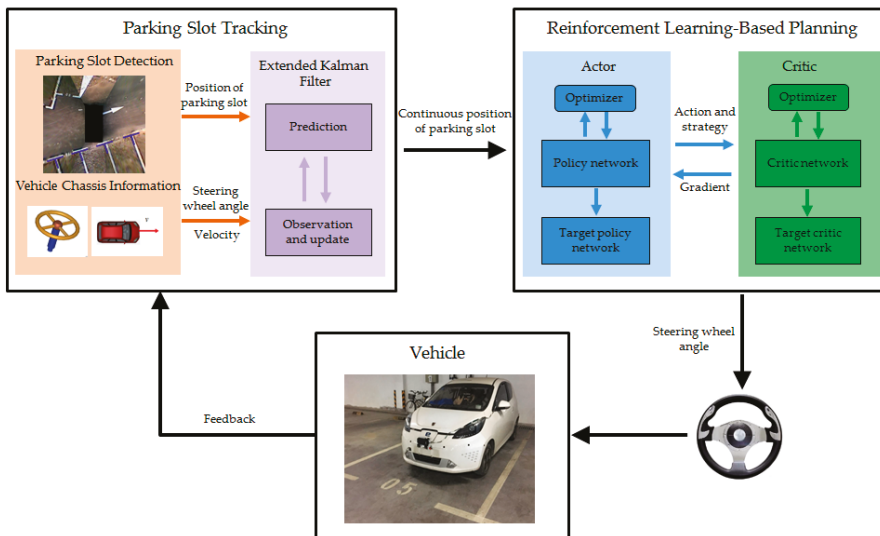 Parking Slot Tracking
Parking Slot Detection
Position of
parking slot
Vehicle Chassis Information
Steering
wheel angle
Velocity
v
Extended Kalman
Filter
Prediction
Observation
and update
Continuous position
of parking slot
Reinforcement Learning-Based Planning
Actor
Optimizer
Policy network
Target policy
network
Action and
strategy
Gradient
Critic
Optimizer
Critic network
Target critic
network
Steering wheel
angle
Vehicle
05
Feedback